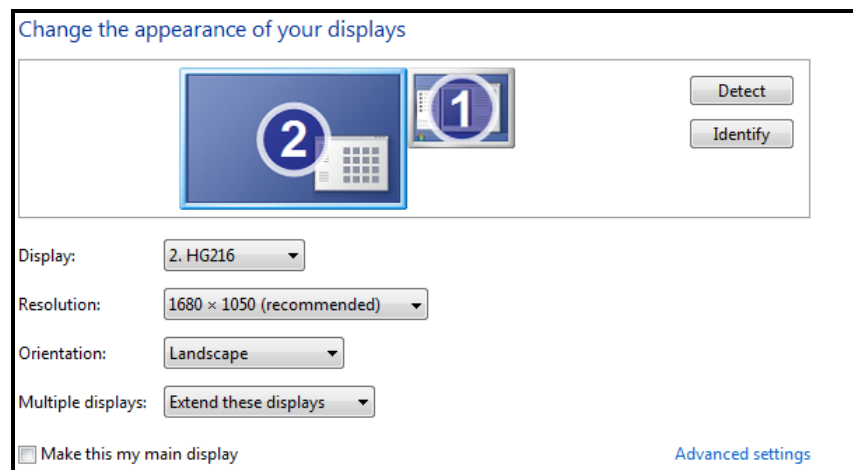 Change the appearance of your displays
2
1
Detect
Identify
Display: 2. HG216
Resolution: 1680 × 1050 (recommended)
Orientation: Landscape
Multiple displays: Extend these displays
Make this my main display
Advanced settings